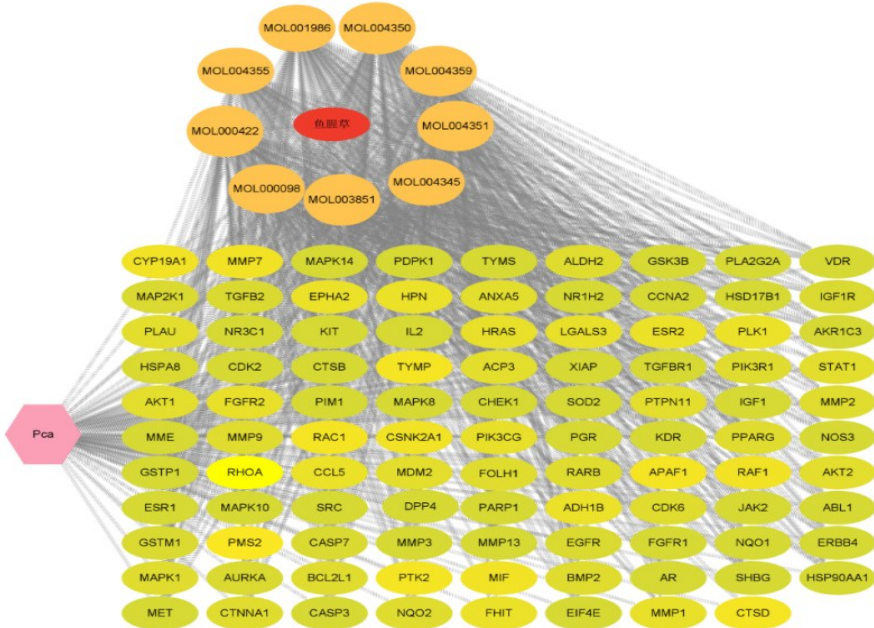 MOL001986 MOL004350
MOL004355 MOL004359
MOL000422 鱼腥草 MOL004351
MOL000098 MOL003851 MOL004345
CYP19A1 MMP7 MAPK14 PDPK1 TYMS ALDH2 GSK3B PLA2G2A VDR
MAP2K1 TGFB2 EPHA2 HPN ANXA5 NR1H2 CCNA2 HSD17B1 IGF1R
PLAU NR3C1 KIT IL2 HRAS LGALS3 ESR2 PLK1 AKR1C3
HSPA8 CDK2 CTSB TYMP ACP3 XIAP TGFBR1 PIK3R1 STAT1
AKT1 FGFR2 PIM1 MAPK8 CHEK1 SOD2 PTPN11 IGF1 MMP2
Pca MME MMP9 RAC1 CSNK2A1 PIK3CG PGR KDR PPARG NOS3
GSTP1 RHOA CCL5 MDM2 FOLH1 RARB APAF1 RAF1 AKT2
ESR1 MAPK10 SRC DPP4 PARP1 ADH1B CDK6 JAK2 ABL1
GSTM1 PMS2 CASP7 MMP3 MMP13 EGFR FGFR1 NQO1 ERBB4
MAPK1 AURKA BCL2L1 PTK2 MIF BMP2 AR SHBG HSP90AA1
MET CTNNA1 CASP3 NQO2 FHIT EIF4E MMP1 CTSD